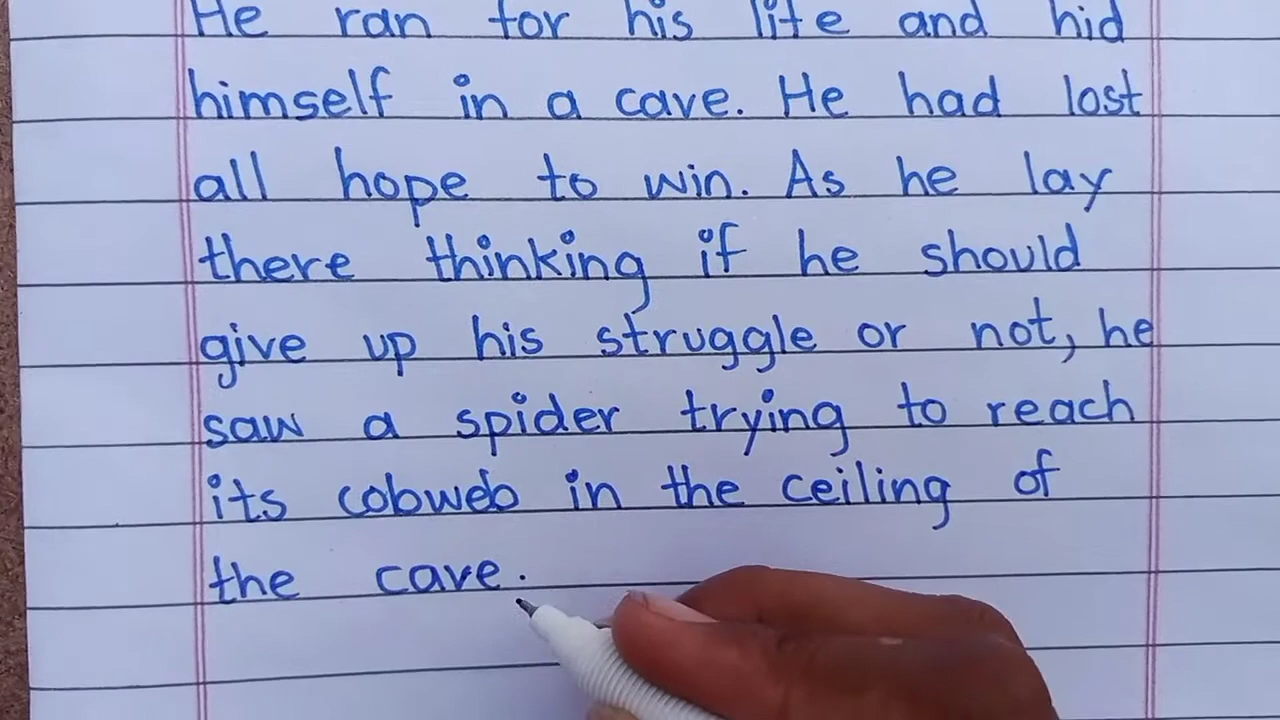 He ran for his life and hid
himself in a cave. He had lost
all hope to win. As he lay
there thinking if he should
give up his struggle or not, he
saw a spider trying to reach
its cobweb in the ceiling of
the cave.